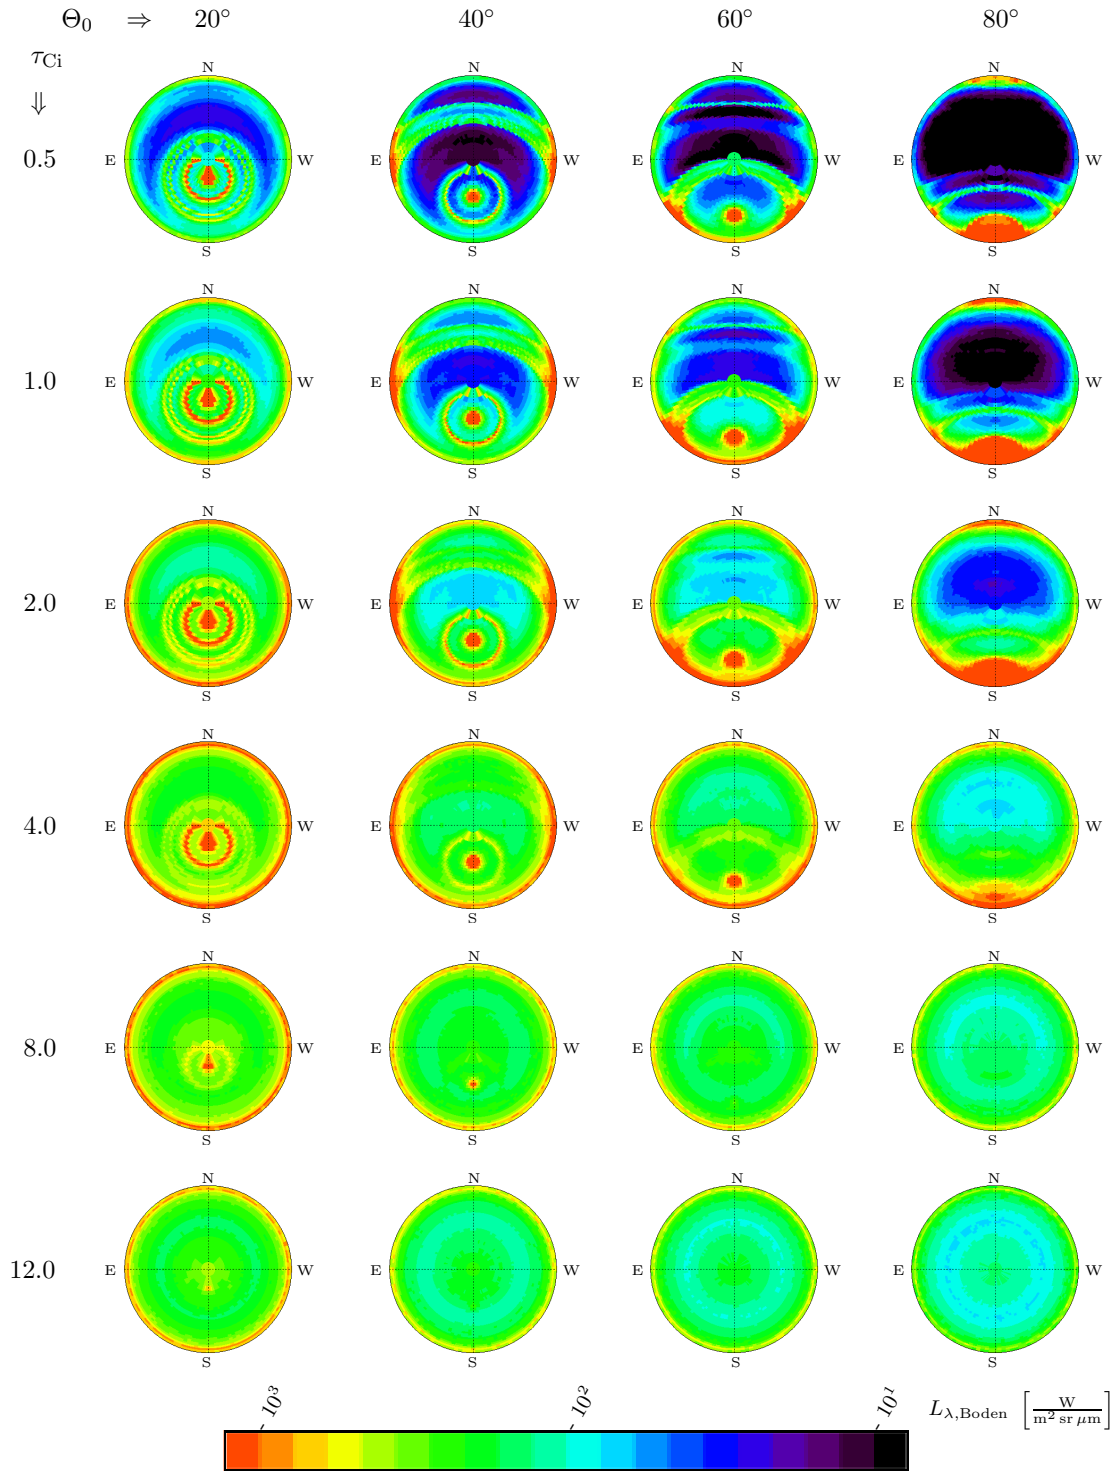 Θ₀ ⇒ 20° 40° 60° 80°
τCi
⇓
N N N N
0.5 E W E W E W E W
S S S S
N N N N
1.0 E W E W E W E W
S S S S
N N N N
2.0 E W E W E W E W
S S S S
N N N N
4.0 E W E W E W E W
S S S S
N N N N
8.0 E W E W E W E W
S S S S
N N N N
12.0 E W E W E W E W
S S S S
10³ 10² 10¹ Lλ,Boden [W / m² sr μm]